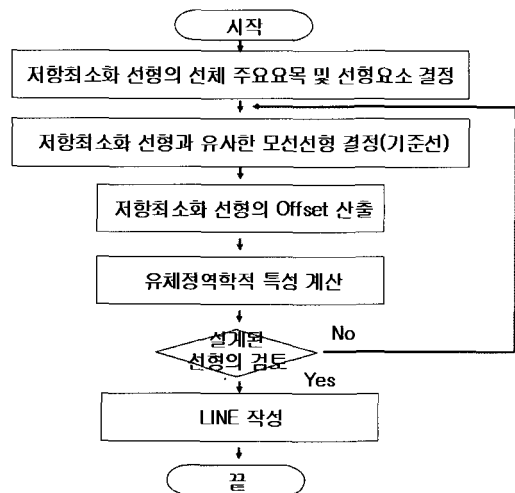 시작
저항최소화 선형의 선체 주요요목 및 선형요소 결정
저항최소화 선형과 유사한 모선선형 결정(기준선)
저항최소화 선형의 Offset 산출
유체정역학적 특성 계산
설계된
선형의 검토
No
Yes
LINE 작성
끝